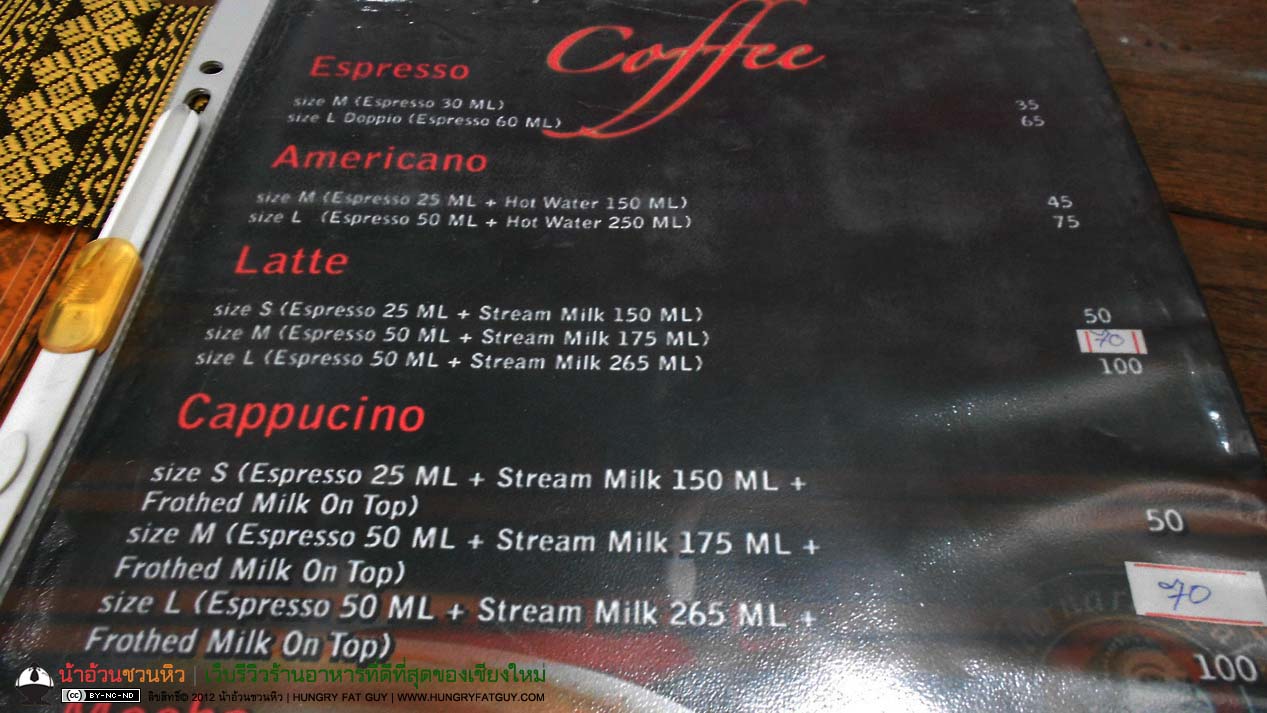 Coffee
Espresso
size M (Espresso 30 ML) 35
size L Doppio (Espresso 60 ML) 65
Americano
size M (Espresso 25 ML + Hot Water 150 ML) 45
size L (Espresso 50 ML + Hot Water 250 ML) 75
Latte
size S (Espresso 25 ML + Stream Milk 150 ML) 50
size M (Espresso 50 ML + Stream Milk 175 ML) 70
size L (Espresso 50 ML + Stream Milk 265 ML) 100
Cappucino
size S (Espresso 25 ML + Stream Milk 150 ML +
Frothed Milk On Top) 50
size M (Espresso 50 ML + Stream Milk 175 ML +
Frothed Milk On Top) 70
size L (Espresso 50 ML + Stream Milk 265 ML +
Frothed Milk On Top) 100
น้าอ้วนชวนหิว | เว็บรีวิวร้านอาหารที่ดีที่สุดของเชียงใหม่
(cc) BY-NC-ND ลิขสิทธิ์© 2012 น้าอ้วนชวนหิว | HUNGRY FAT GUY | WWW.HUNGRYFATGUY.COM